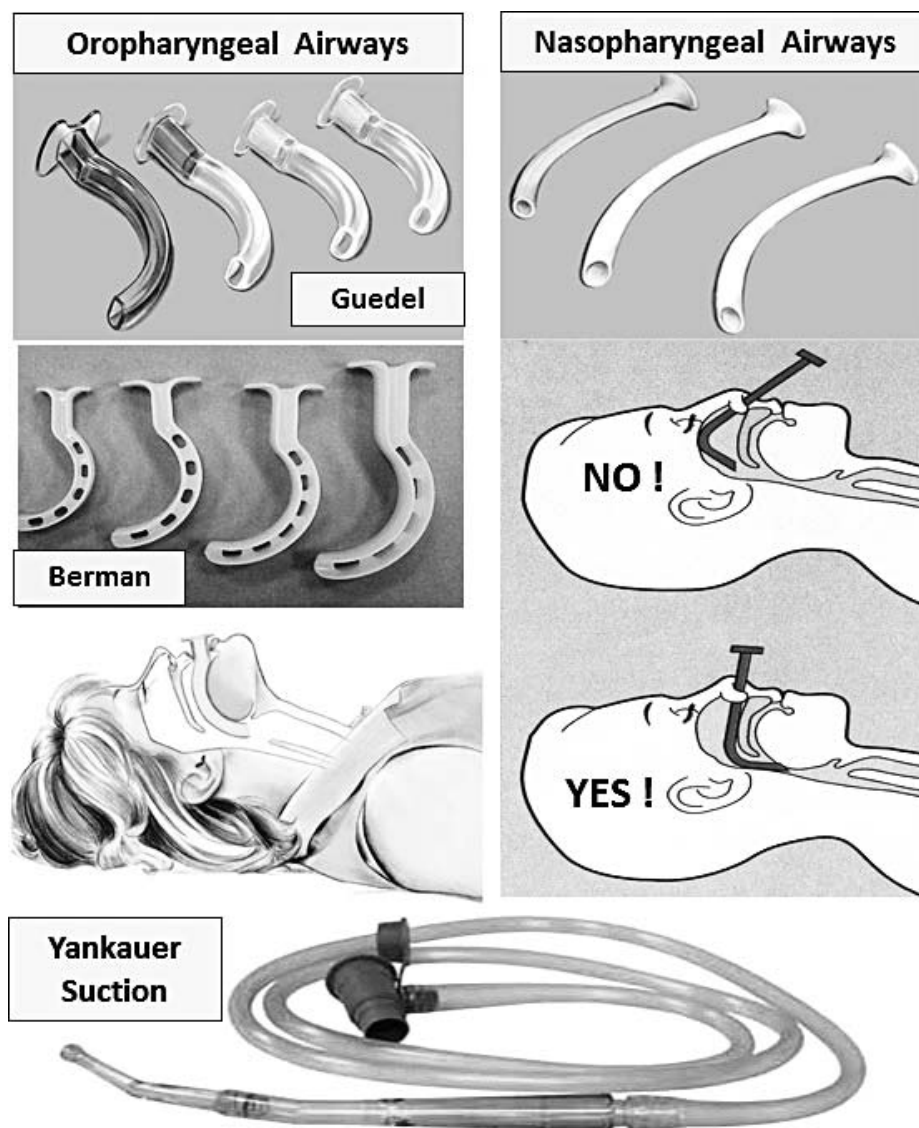 Oropharyngeal Airways
Nasopharyngeal Airways
Guedel
Berman
NO !
YES !
Yankauer
Suction